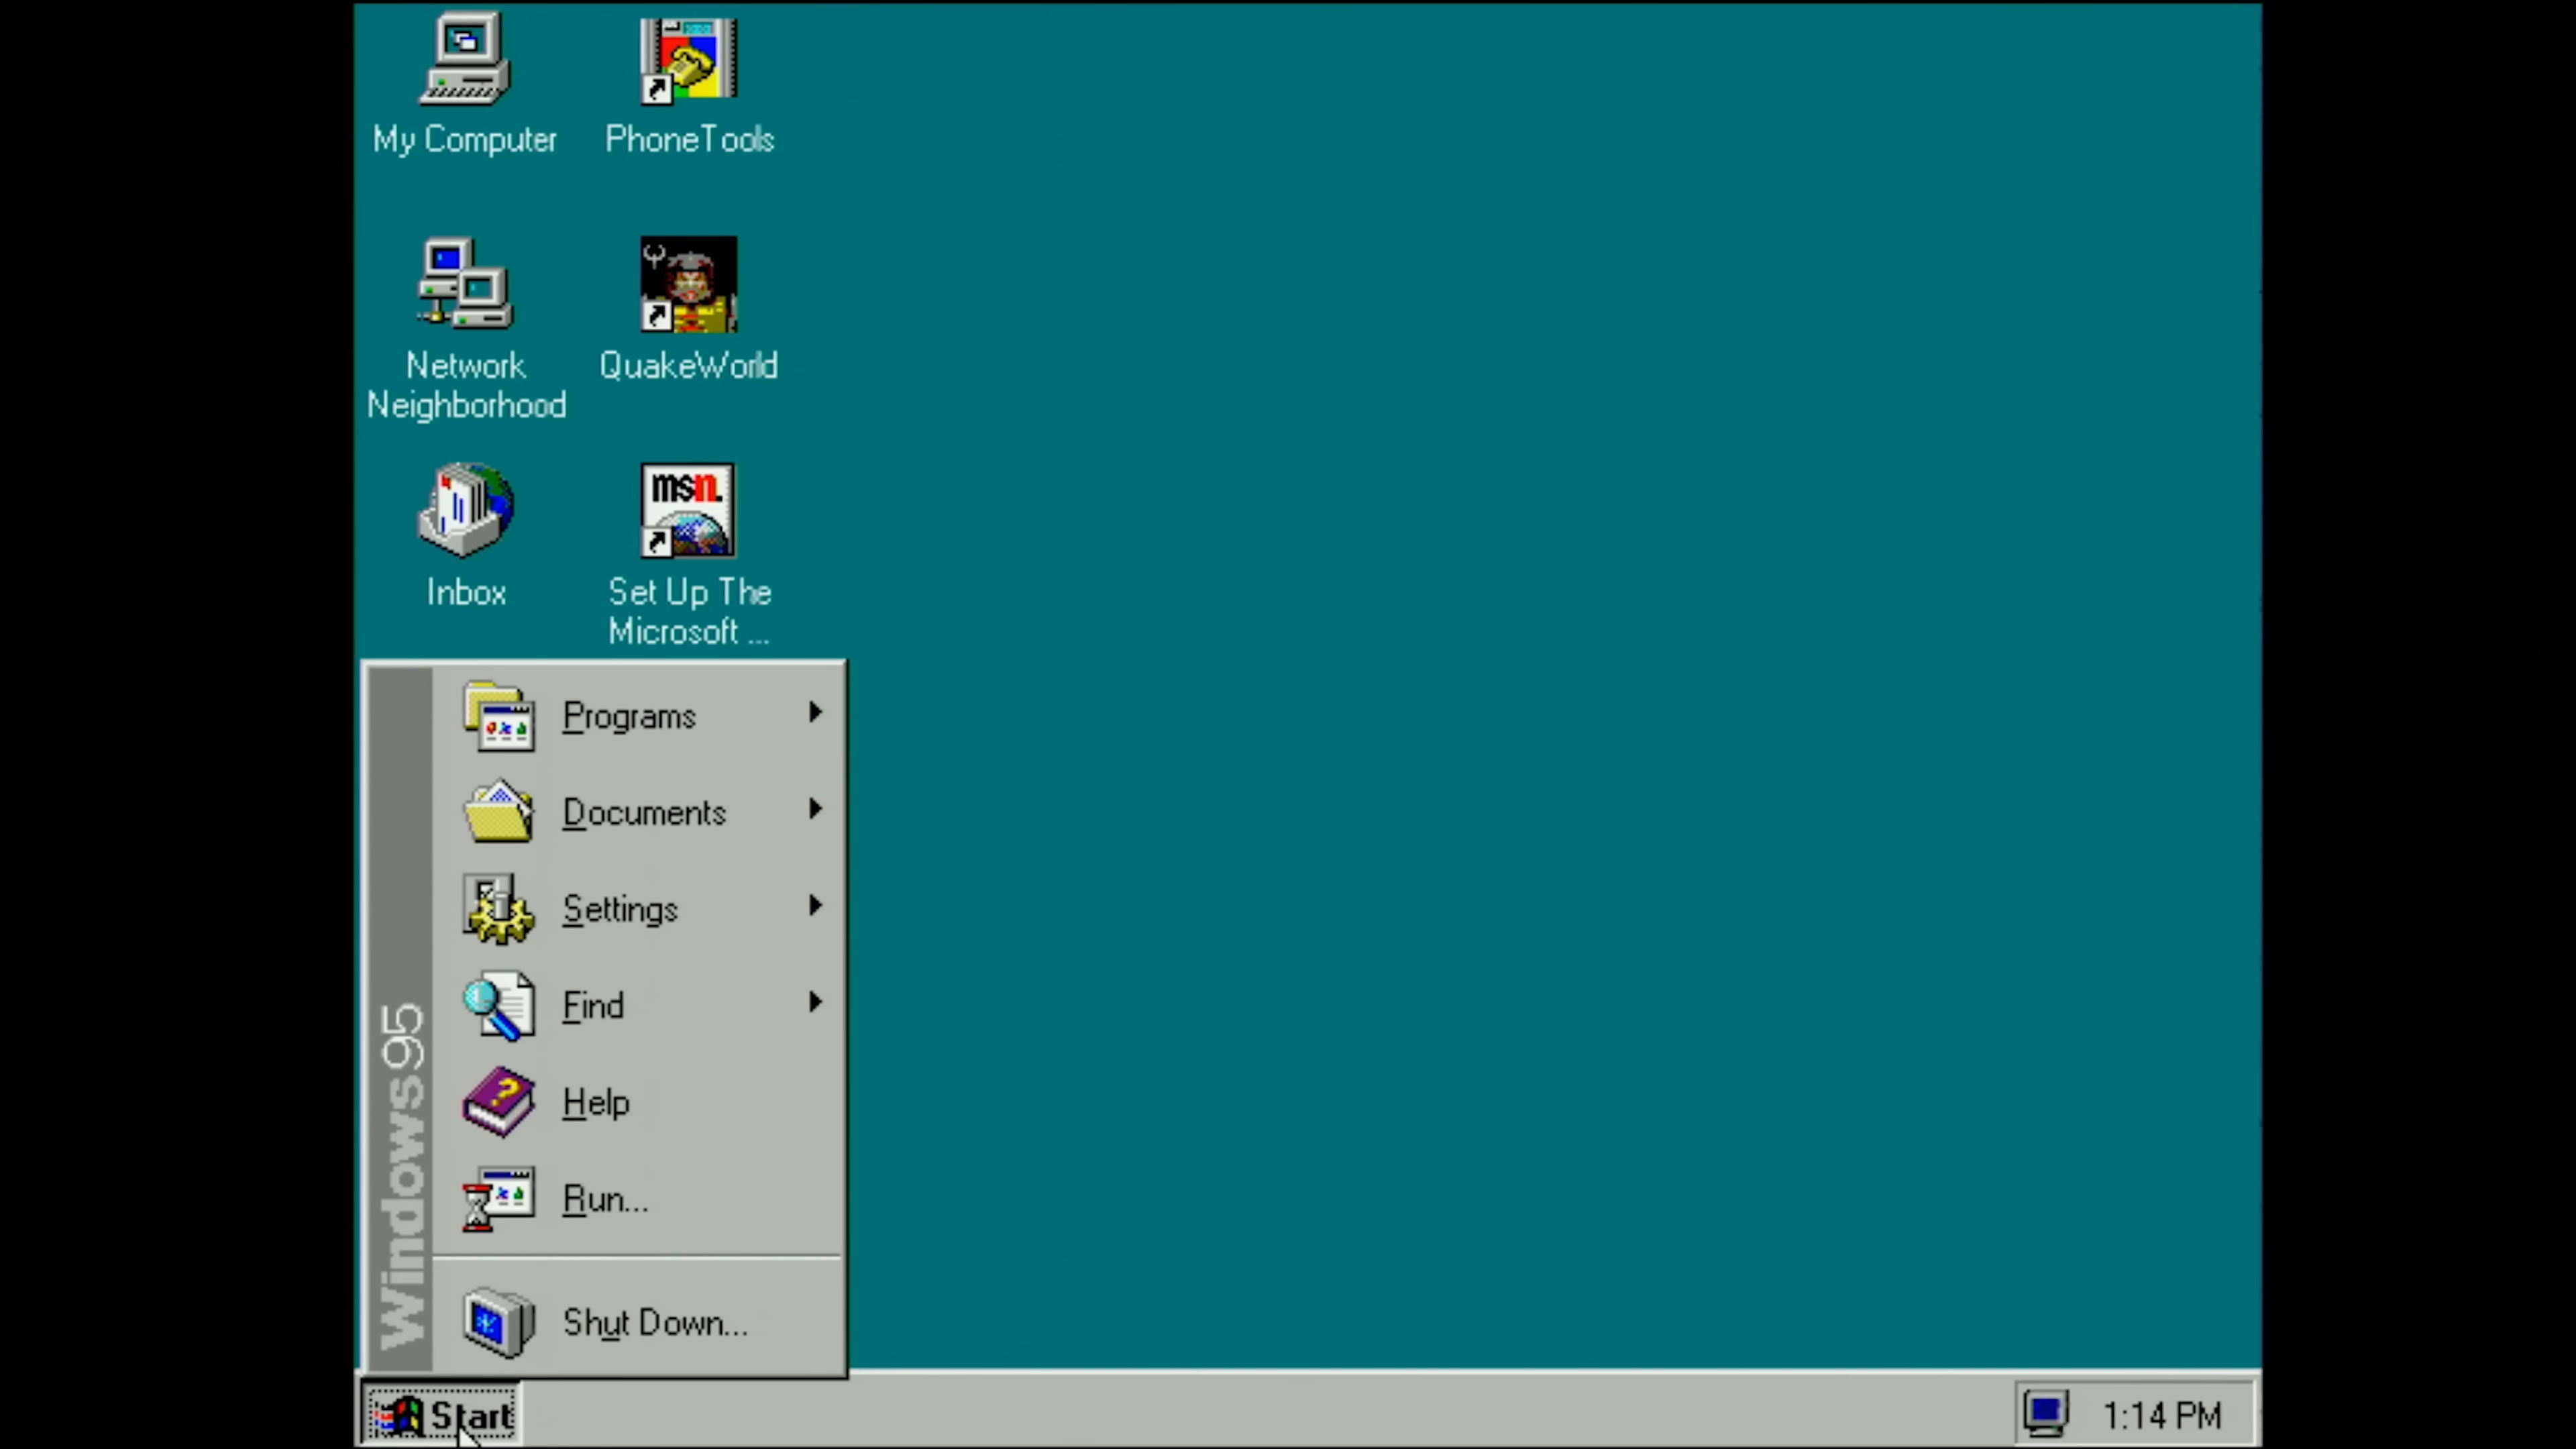 My Computer
PhoneTools
Network
Neighborhood
QuakeWorld
msn.
Inbox
Set Up The
Microsoft ...
Programs
Documents
Settings
Find
Help
Run...
Shut Down...
Windows95
Start
1:14 PM